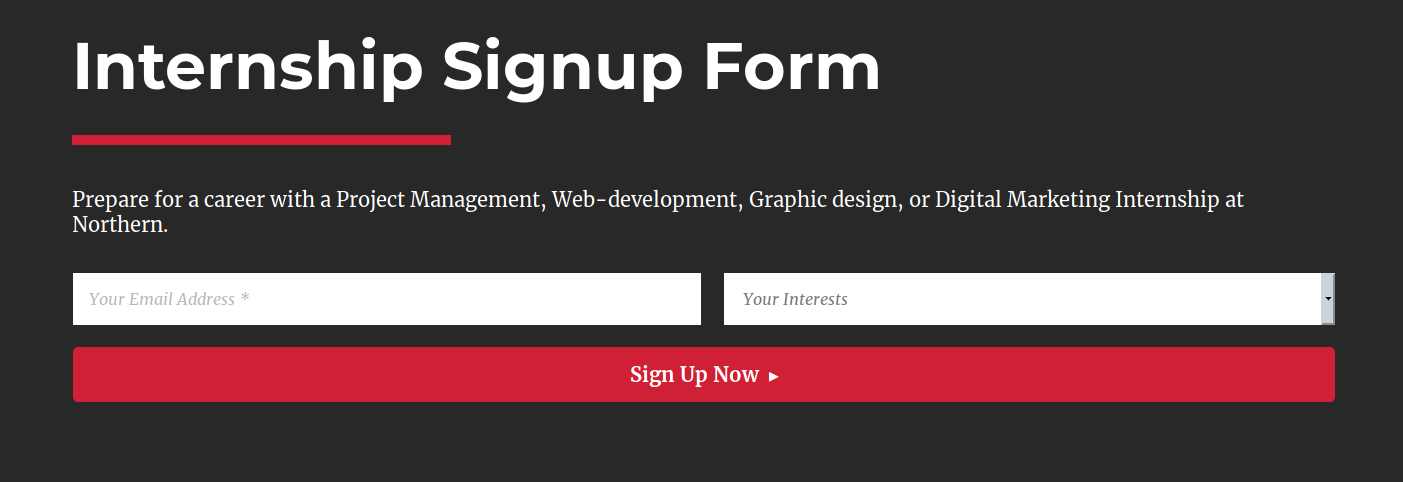 Internship Signup Form
Prepare for a career with a Project Management, Web-development, Graphic design, or Digital Marketing Internship at
Northern.
Your Email Address *
Your Interests
Sign Up Now ►